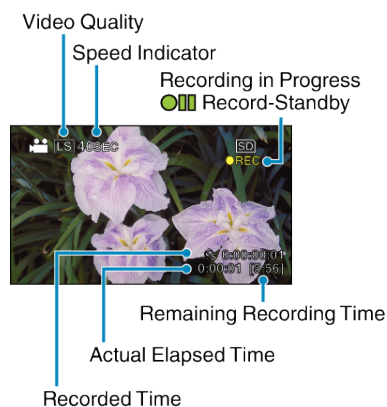 Video Quality
Speed Indicator
Recording in Progress
Record-Standby
LS 40SEC
SD
REC
0:00:00:01
0:00:01 [5:56]
Remaining Recording Time
Actual Elapsed Time
Recorded Time